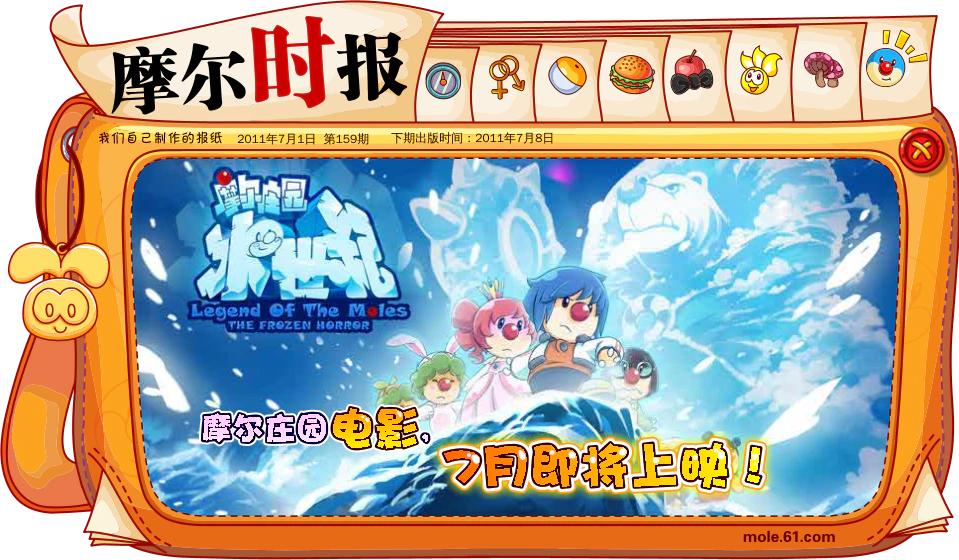 摩尔时报
我们自己制作的报纸 2011年7月1日 第159期 下期出版时间：2011年7月8日
摩尔庄园
冰世纪
Legend Of The Moles
THE FROZEN HORROR
摩尔庄园电影，
7月即将上映！
mole.61.com